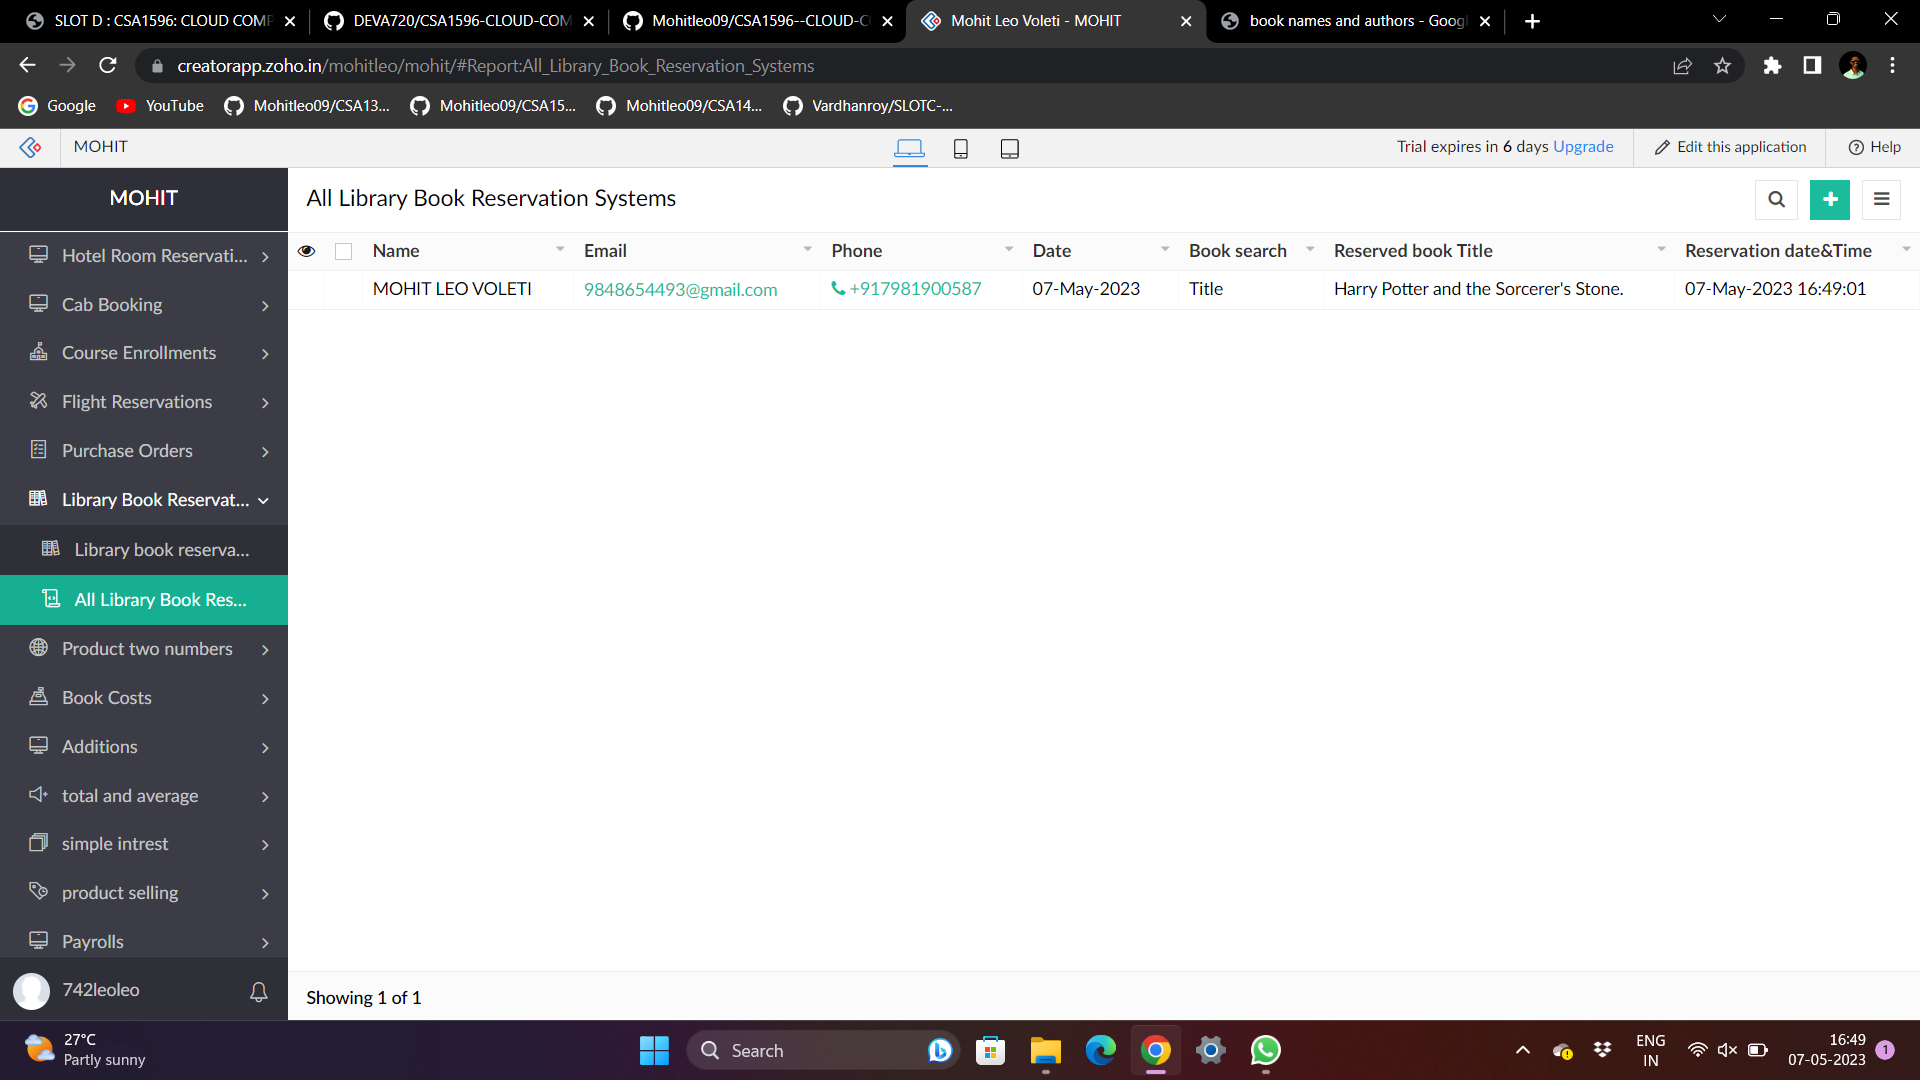 SLOT D : CSA1596: CLOUD COMP
DEVA720/CSA1596-CLOUD-COM
Mohitleo09/CSA1596--CLOUD-C
Mohit Leo Voleti - MOHIT
book names and authors - Goog
creatorapp.zoho.in/mohitleo/mohit/#Report:All_Library_Book_Reservation_Systems
Google
YouTube
Mohitleo09/CSA13...
Mohitleo09/CSA15...
Mohitleo09/CSA14...
Vardhanroy/SLOTC-...
MOHIT
Trial expires in 6 days Upgrade
Edit this application
Help
MOHIT
Hotel Room Reservati...
Cab Booking
Course Enrollments
Flight Reservations
Purchase Orders
Library Book Reservat...
Library book reserva...
All Library Book Res...
Product two numbers
Book Costs
Additions
total and average
simple intrest
product selling
Payrolls
742leoleo
All Library Book Reservation Systems
Name Email Phone Date Book search Reserved book Title Reservation date&Time
MOHIT LEO VOLETI 9848654493@gmail.com +917981900587 07-May-2023 Title Harry Potter and the Sorcerer's Stone. 07-May-2023 16:49:01
Showing 1 of 1
27°C
Partly sunny
Search
ENG
IN
16:49
07-05-2023
1